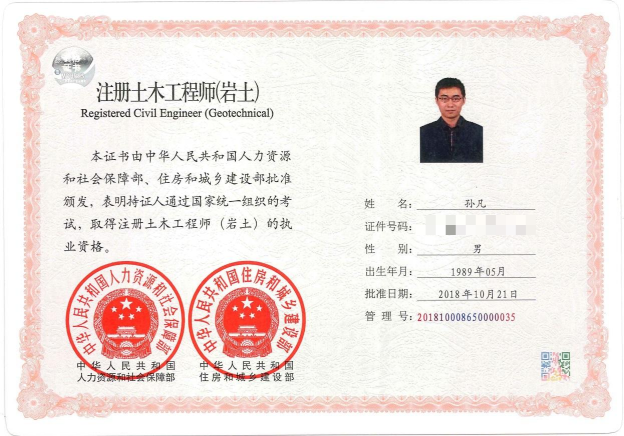 注册土木工程师(岩土)
Registered Civil Engineer (Geotechnical)
本证书由中华人民共和国人力资源
和社会保障部、住房和城乡建设部批准
颁发，表明持证人通过国家统一组织的考
试，取得注册土木工程师（岩土）的执
业资格。
中华人民共和国人力资源和社会保障部
中华人民共和国住房和城乡建设部
中华人民共和国
人力资源和社会保障部
中华人民共和国
住房和城乡建设部
姓 名： 孙凡
证件号码：
性 别： 男
出生年月： 1989年05月
批准日期： 2018年10月21日
管 理 号：201810008650000035